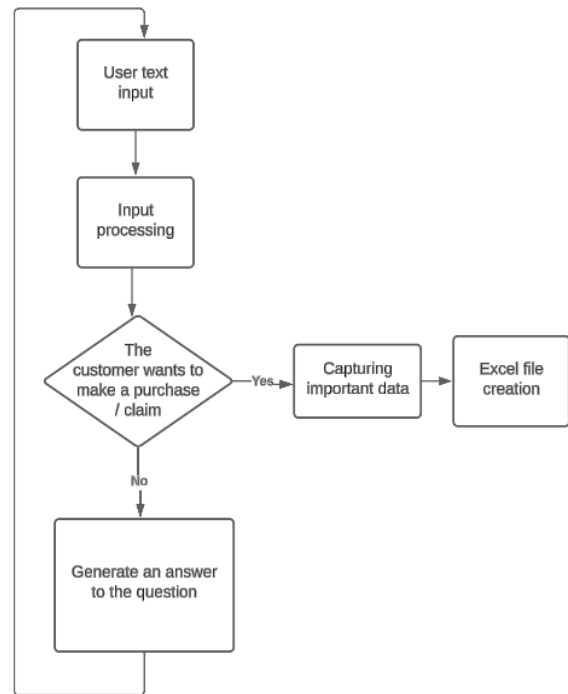 User text
input
Input
processing
The
customer wants to
make a purchase
/ claim
Yes
Capturing
important data
Excel file
creation
No
Generate an answer
to the question